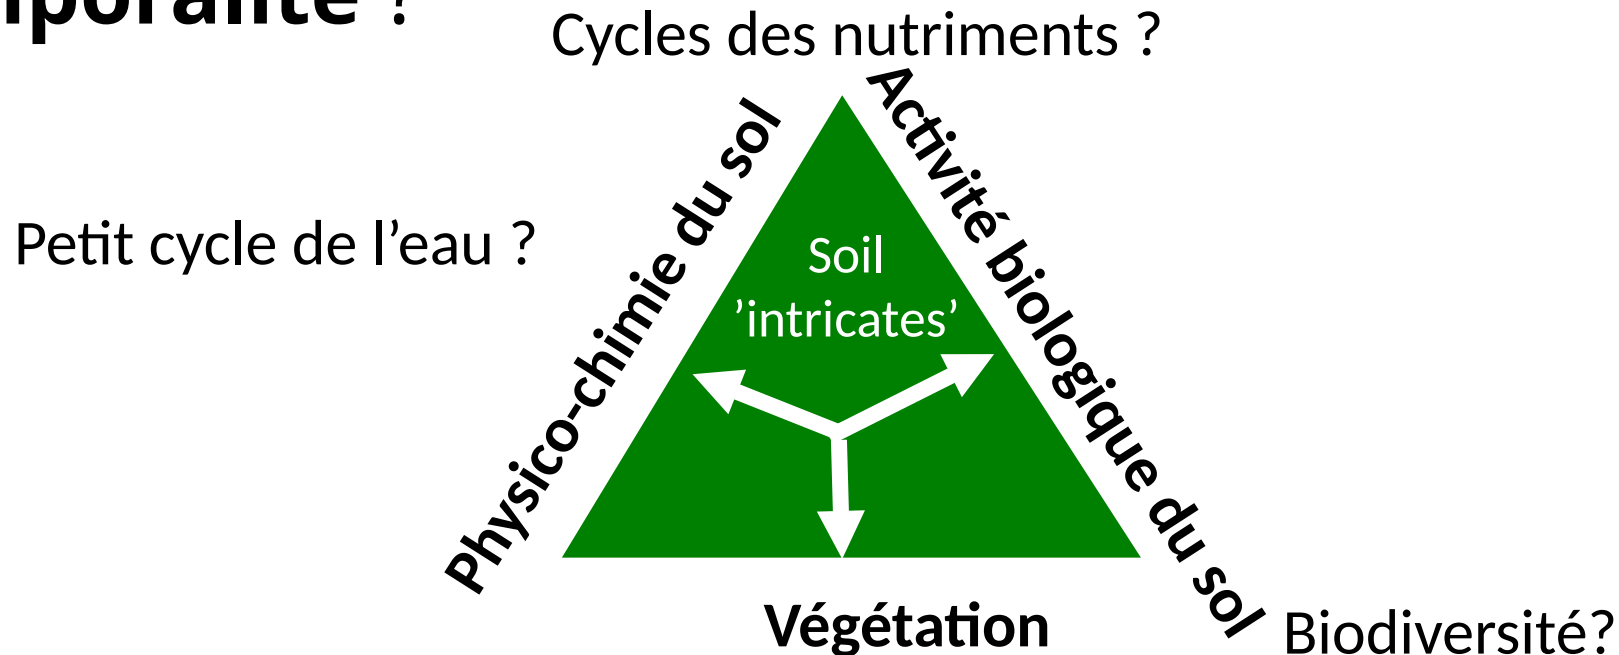 mporalité ?
Cycles des nutriments ?
Physico-chimie du sol
Activité biologique du sol
Petit cycle de l’eau ?
Soil
’intricates’
Végétation
Biodiversité?